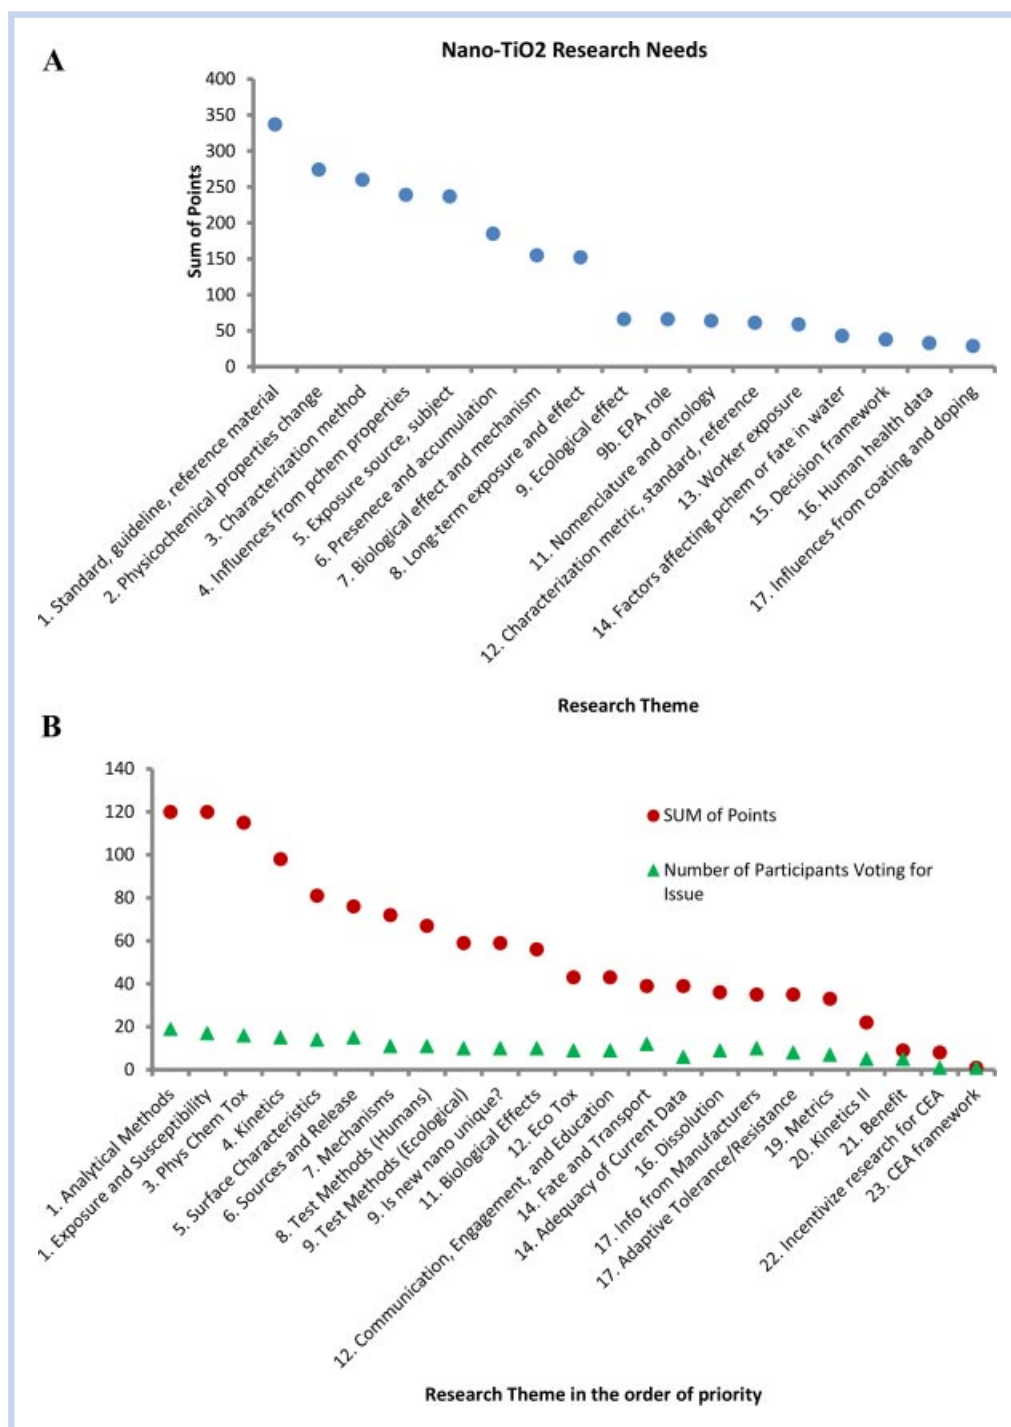 A
Nano-TiO2 Research Needs
Sum of Points
400
350
300
250
200
150
100
50
0
1. Standard, guideline, reference material
2. Physicochemical properties change
3. Characterization method
4. Influences from pchem properties
5. Exposure source, subject
6. Presenece and accumulation
7. Biological effect and mechanism
8. Long-term exposure and effect
9. Ecological effect
9b. EPA role
11. Nomenclature and ontology
12. Characterization metric, standard, reference
13. Worker exposure
14. Factors affecting pchem or fate in water
15. Decision framework
16. Human health data
17. Influences from coating and doping
Research Theme
B
140
120
100
80
60
40
20
0
SUM of Points
Number of Participants Voting for
Issue
1. Analytical Methods
1. Exposure and Susceptibility
3. Phys Chem Tox
4. Kinetics
5. Surface Characteristics
6. Sources and Release
7. Mechanisms
8. Test Methods (Humans)
9. Test Methods (Ecological)
9. Is new nano unique?
11. Biological Effects
12. Eco Tox
12. Communication, Engagement, and Education
14. Fate and Transport
14. Adequacy of Current Data
16. Dissolution
17. Info from Manufacturers
17. Adaptive Tolerance/Resistance
19. Metrics
20. Kinetics II
21. Benefit
22. Incentivize research for CEA
23. CEA framework
Research Theme in the order of priority